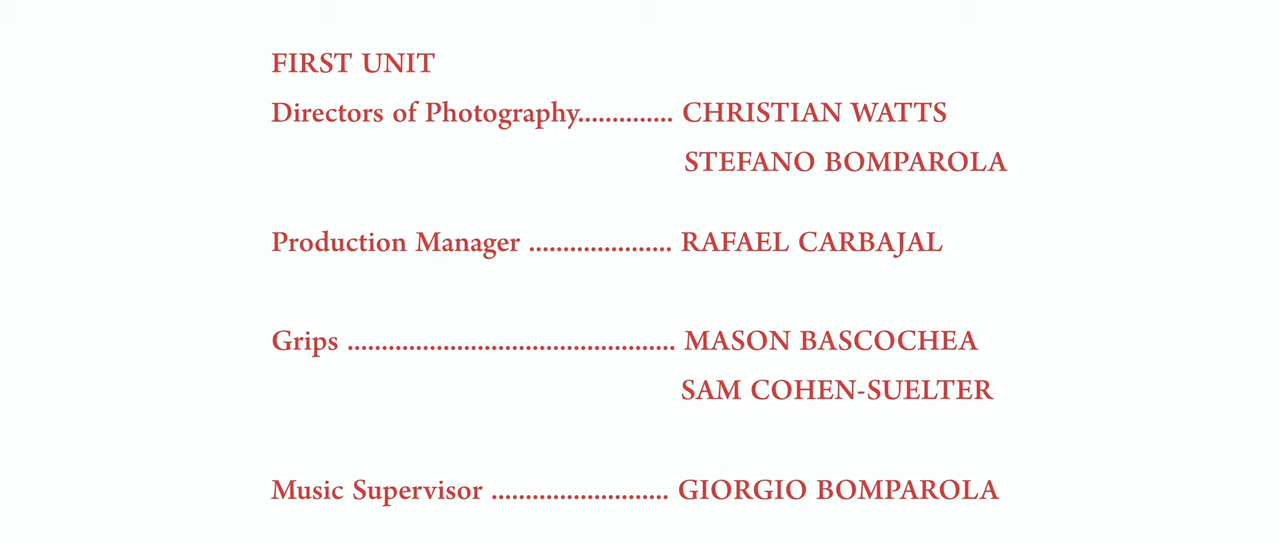 FIRST UNIT
Directors of Photography.............. CHRISTIAN WATTS
STEFANO BOMPAROLA
Production Manager ..................... RAFAEL CARBAJAL
Grips ................................................ MASON BASCOCHEA
SAM COHEN-SUELTER
Music Supervisor .......................... GIORGIO BOMPAROLA